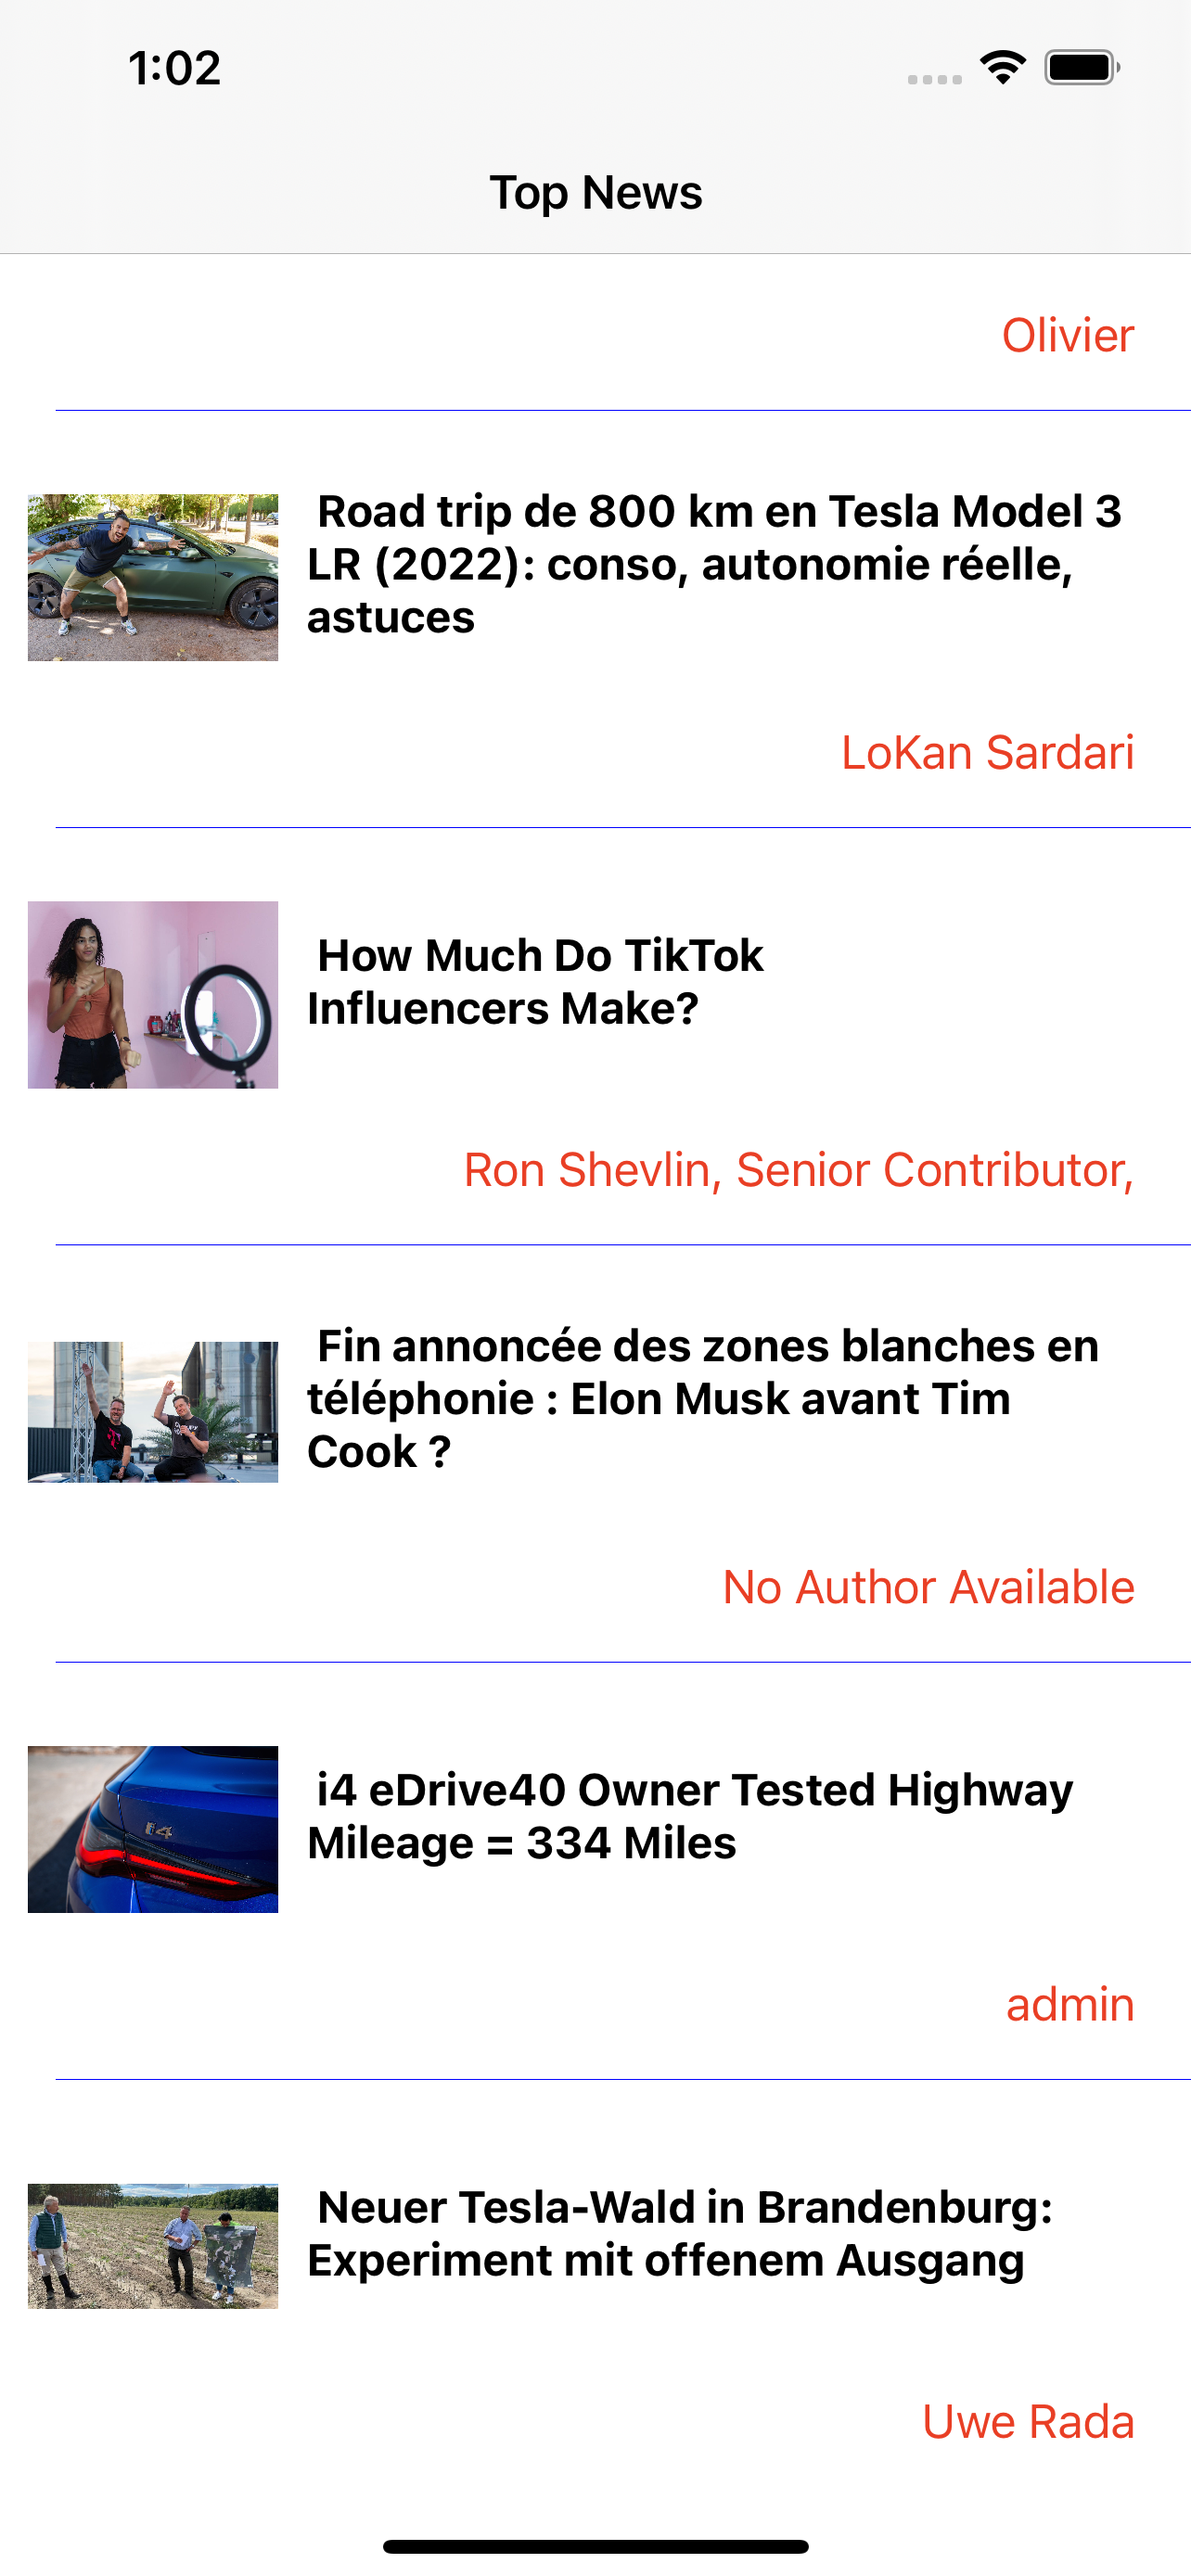 1:02
Top News
Olivier
Road trip de 800 km en Tesla Model 3
LR (2022): conso, autonomie réelle,
astuces
LoKan Sardari
How Much Do TikTok
Influencers Make?
Ron Shevlin, Senior Contributor,
Fin annoncée des zones blanches en
téléphonie : Elon Musk avant Tim
Cook ?
No Author Available
i4
i4 eDrive40 Owner Tested Highway
Mileage = 334 Miles
admin
Neuer Tesla-Wald in Brandenburg:
Experiment mit offenem Ausgang
Uwe Rada